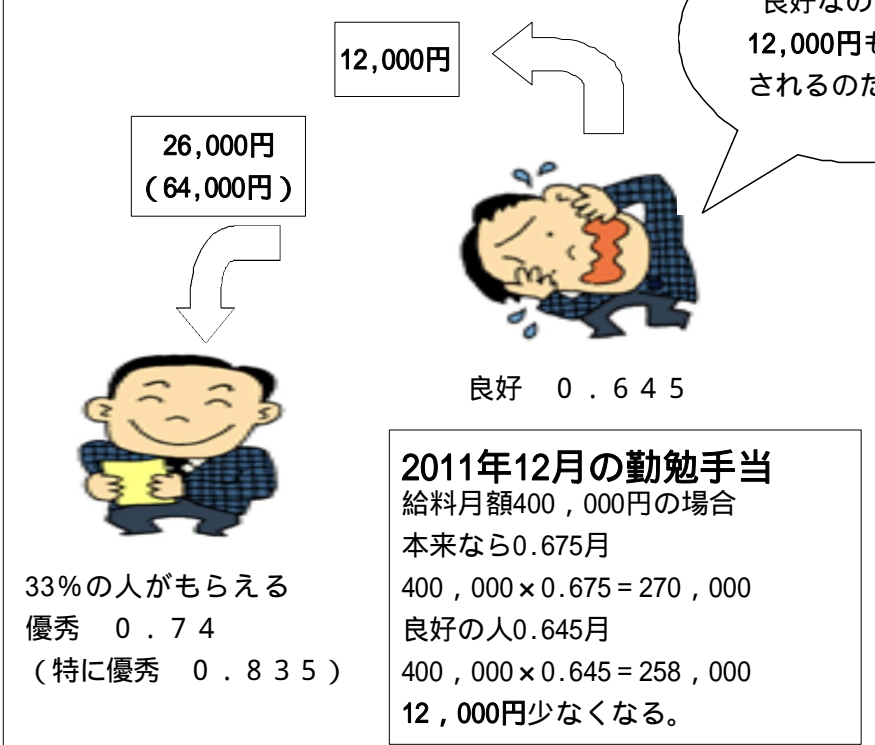 良好なの
12,000円も
されるのだ
12,000円
26,000円
（64,000円）
良好　０．６４５
33％の人がもらえる
優秀　０．７４
（特に優秀　０．８３５）
2011年12月の勤勉手当
給料月額400，000円の場合
本来なら0.675月
400，000×0.675＝270，000
良好の人0.645月
400，000×0.645＝258，000
12，000円少なくなる。